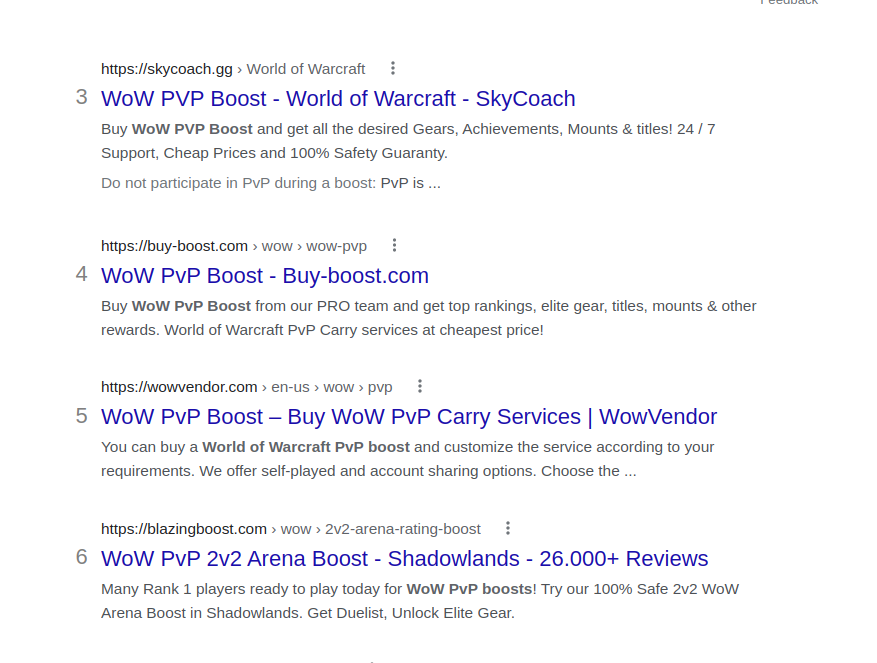 Feedback
https://skycoach.gg › World of Warcraft
3 WoW PVP Boost - World of Warcraft - SkyCoach
Buy WoW PVP Boost and get all the desired Gears, Achievements, Mounts & titles! 24 / 7
Support, Cheap Prices and 100% Safety Guaranty.
Do not participate in PvP during a boost: PvP is ...
https://buy-boost.com › wow › wow-pvp
4 WoW PvP Boost - Buy-boost.com
Buy WoW PvP Boost from our PRO team and get top rankings, elite gear, titles, mounts & other
rewards. World of Warcraft PvP Carry services at cheapest price!
https://wowvendor.com › en-us › wow › pvp
5 WoW PvP Boost – Buy WoW PvP Carry Services | WowVendor
You can buy a World of Warcraft PvP boost and customize the service according to your
requirements. We offer self-played and account sharing options. Choose the ...
https://blazingboost.com › wow › 2v2-arena-rating-boost
6 WoW PvP 2v2 Arena Boost - Shadowlands - 26.000+ Reviews
Many Rank 1 players ready to play today for WoW PvP boosts! Try our 100% Safe 2v2 WoW
Arena Boost in Shadowlands. Get Duelist, Unlock Elite Gear.